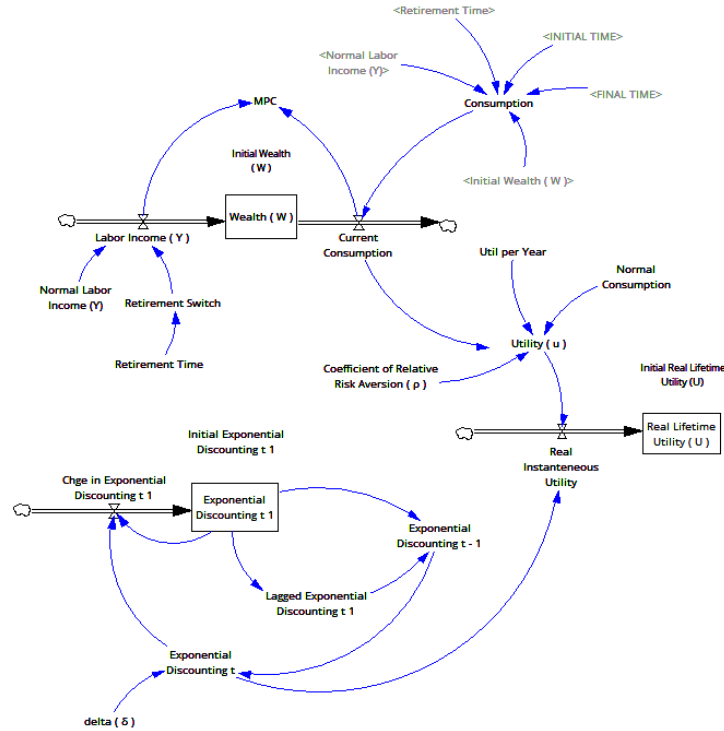 <Retirement Time>
<INITIAL TIME>
<Normal Labor
Income (Y)>
<FINAL TIME>
MPC
Consumption
Initial Wealth
( W )
<Initial Wealth ( W )>
Wealth ( W )
Labor Income ( Y )
Current
Consumption
Util per Year
Normal
Consumption
Normal Labor
Income (Y)
Retirement Switch
Utility ( u )
Retirement Time
Coefficient of Relative
Risk Aversion ( ρ )
Initial Real Lifetime
Utility (U)
Real Lifetime
Utility ( U )
Initial Exponential
Discounting t 1
Real
Instanteneous
Utility
Chge in Exponential
Discounting t 1
Exponential
Discounting t 1
Exponential
Discounting t - 1
Lagged Exponential
Discounting t 1
Exponential
Discounting t
delta ( δ )